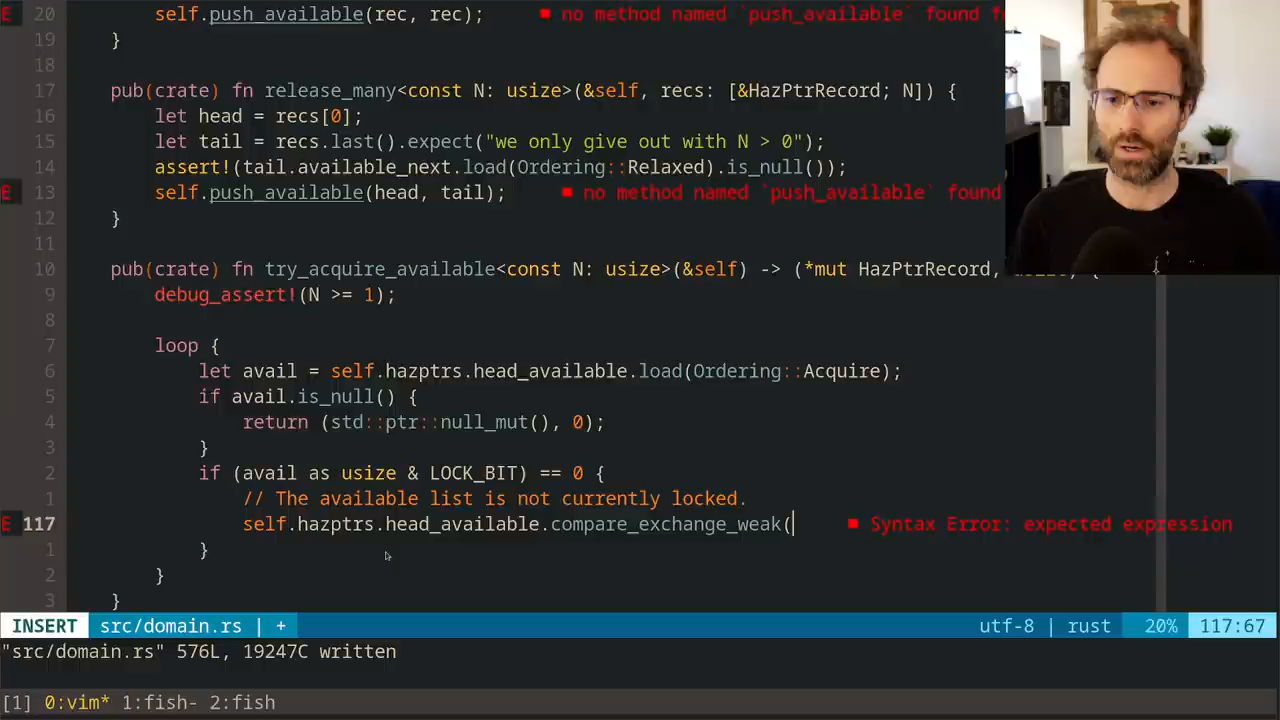 E 20 self.push_available(rec, rec); ■ no method named `push_available` found f
19 }
18
17 pub(crate) fn release_many<const N: usize>(&self, recs: [&HazPtrRecord; N]) {
16 let head = recs[0];
15 let tail = recs.last().expect("we only give out with N > 0");
14 assert!(tail.available_next.load(Ordering::Relaxed).is_null());
E 13 self.push_available(head, tail); ■ no method named `push_available` found
12 }
11
10 pub(crate) fn try_acquire_available<const N: usize>(&self) -> (*mut HazPtrRecord, {
9 debug_assert!(N >= 1);
8
7 loop {
6 let avail = self.hazptrs.head_available.load(Ordering::Acquire);
5 if avail.is_null() {
4 return (std::ptr::null_mut(), 0);
3 }
2 if (avail as usize & LOCK_BIT) == 0 {
1 // The available list is not currently locked.
E 117 self.hazptrs.head_available.compare_exchange_weak( ■ Syntax Error: expected expression
1 }
2 }
3 }
INSERT src/domain.rs | + utf-8 | rust 20% 117:67
"src/domain.rs" 576L, 19247C written
[1] 0:vim* 1:fish- 2:fish